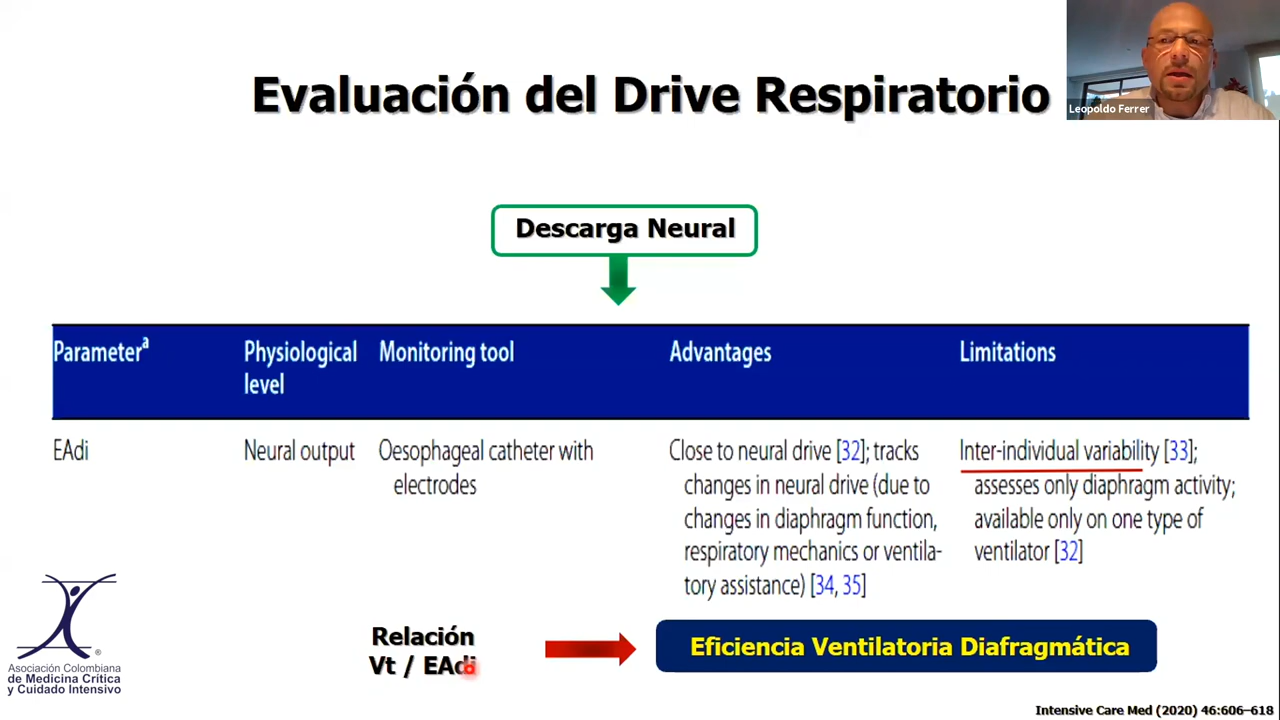 Leopoldo Ferrer
Evaluación del Drive Respiratorio
Descarga Neural
Parameterᵃ
Physiological
level
Monitoring tool
Advantages
Limitations
EAdi
Neural output
Oesophageal catheter with
electrodes
Close to neural drive [32]; tracks
changes in neural drive (due to
changes in diaphragm function,
respiratory mechanics or ventila-
tory assistance) [34, 35]
Inter-individual variability [33];
assesses only diaphragm activity;
available only on one type of
ventilator [32]
Relación
Vt / EAdi
Eficiencia Ventilatoria Diafragmática
®
Asociación Colombiana
de Medicina Crítica
y Cuidado Intensivo
Intensive Care Med (2020) 46:606–618